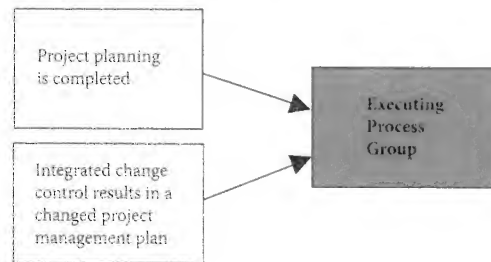 Project planning
is completed
Executing
Process
Group
Integrated change
control results in a
changed project
management plan